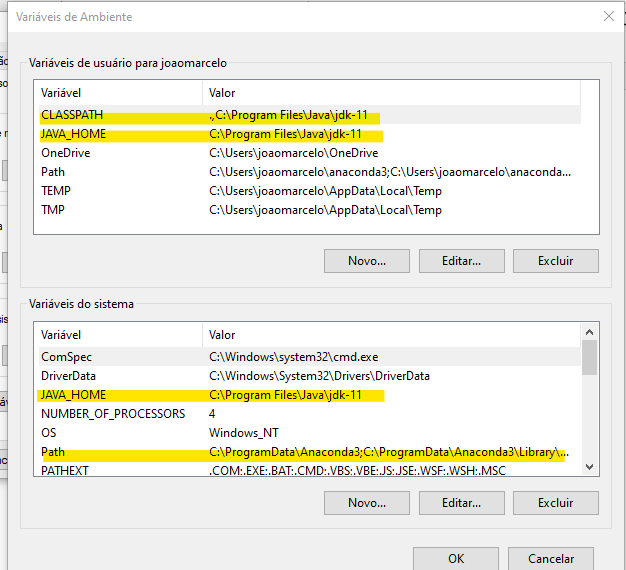 Variáveis de Ambiente
Variáveis de usuário para joaomarcelo
Variável Valor
CLASSPATH .,C:\Program Files\Java\jdk-11
JAVA_HOME C:\Program Files\Java\jdk-11
OneDrive C:\Users\joaomarcelo\OneDrive
Path C:\Users\joaomarcelo\anaconda3;C:\Users\joaomarcelo\anaconda...
TEMP C:\Users\joaomarcelo\AppData\Local\Temp
TMP C:\Users\joaomarcelo\AppData\Local\Temp
Novo... Editar... Excluir
Variáveis do sistema
Variável Valor
ComSpec C:\Windows\system32\cmd.exe
DriverData C:\Windows\System32\Drivers\DriverData
JAVA_HOME C:\Program Files\Java\jdk-11
NUMBER_OF_PROCESSORS 4
OS Windows_NT
Path C:\ProgramData\Anaconda3;C:\ProgramData\Anaconda3\Library\...
PATHEXT .COM;.EXE;.BAT;.CMD;.VBS;.VBE;.JS;.JSE;.WSF;.WSH;.MSC
Novo... Editar... Excluir
OK Cancelar